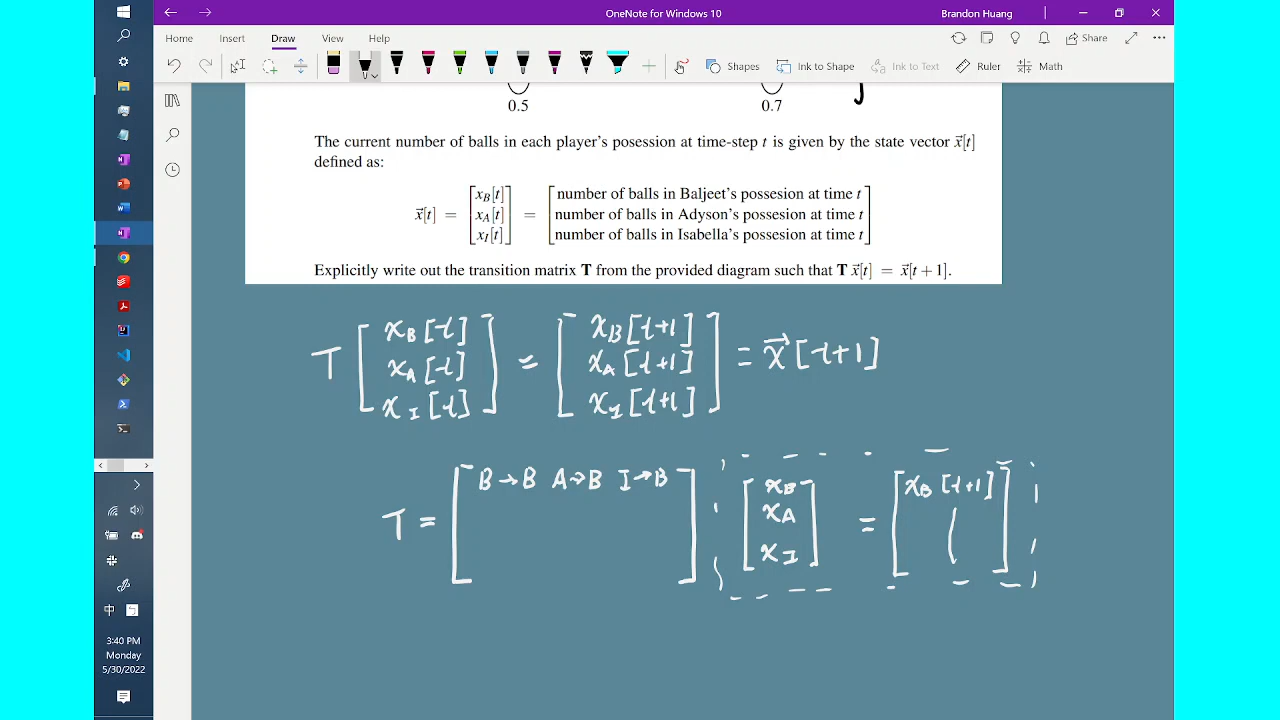 OneNote for Windows 10
Brandon Huang
Home Insert Draw View Help
Share
Shapes Ink to Shape Ink to Text Ruler Math
0.5 0.7
The current number of balls in each player's posession at time-step t is given by the state vector x⃗[t]
defined as:
x_B[t] number of balls in Baljeet's possesion at time t
x⃗[t] = x_A[t] = number of balls in Adyson's possesion at time t
x_I[t] number of balls in Isabella's possesion at time t
Explicitly write out the transition matrix T from the provided diagram such that T x⃗[t] = x⃗[t+1].
x_B[t] x_B[t+1]
T x_A[t] = x_A[t+1] = x⃗[t+1]
x_I[t] x_I[t+1]
B→B A→B I→B x_B x_B[t+1]
T = x_A =
x_I
中
3:40 PM
Monday
5/30/2022